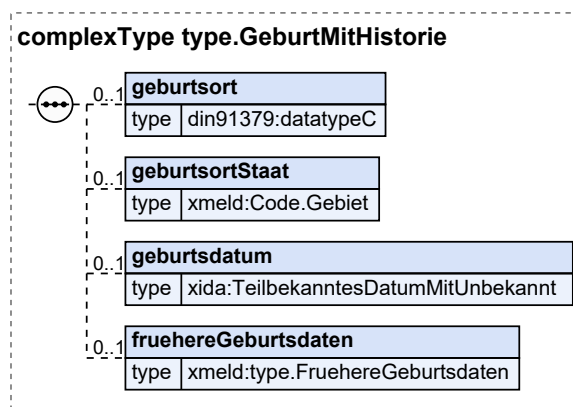 complexType type.GeburtMitHistorie
0..1
geburtsort
type din91379:datatypeC
0..1
geburtsortStaat
type xmeld:Code.Gebiet
0..1
geburtsdatum
type xida:TeilbekanntesDatumMitUnbekannt
0..1
fruehereGeburtsdaten
type xmeld:type.FruehereGeburtsdaten